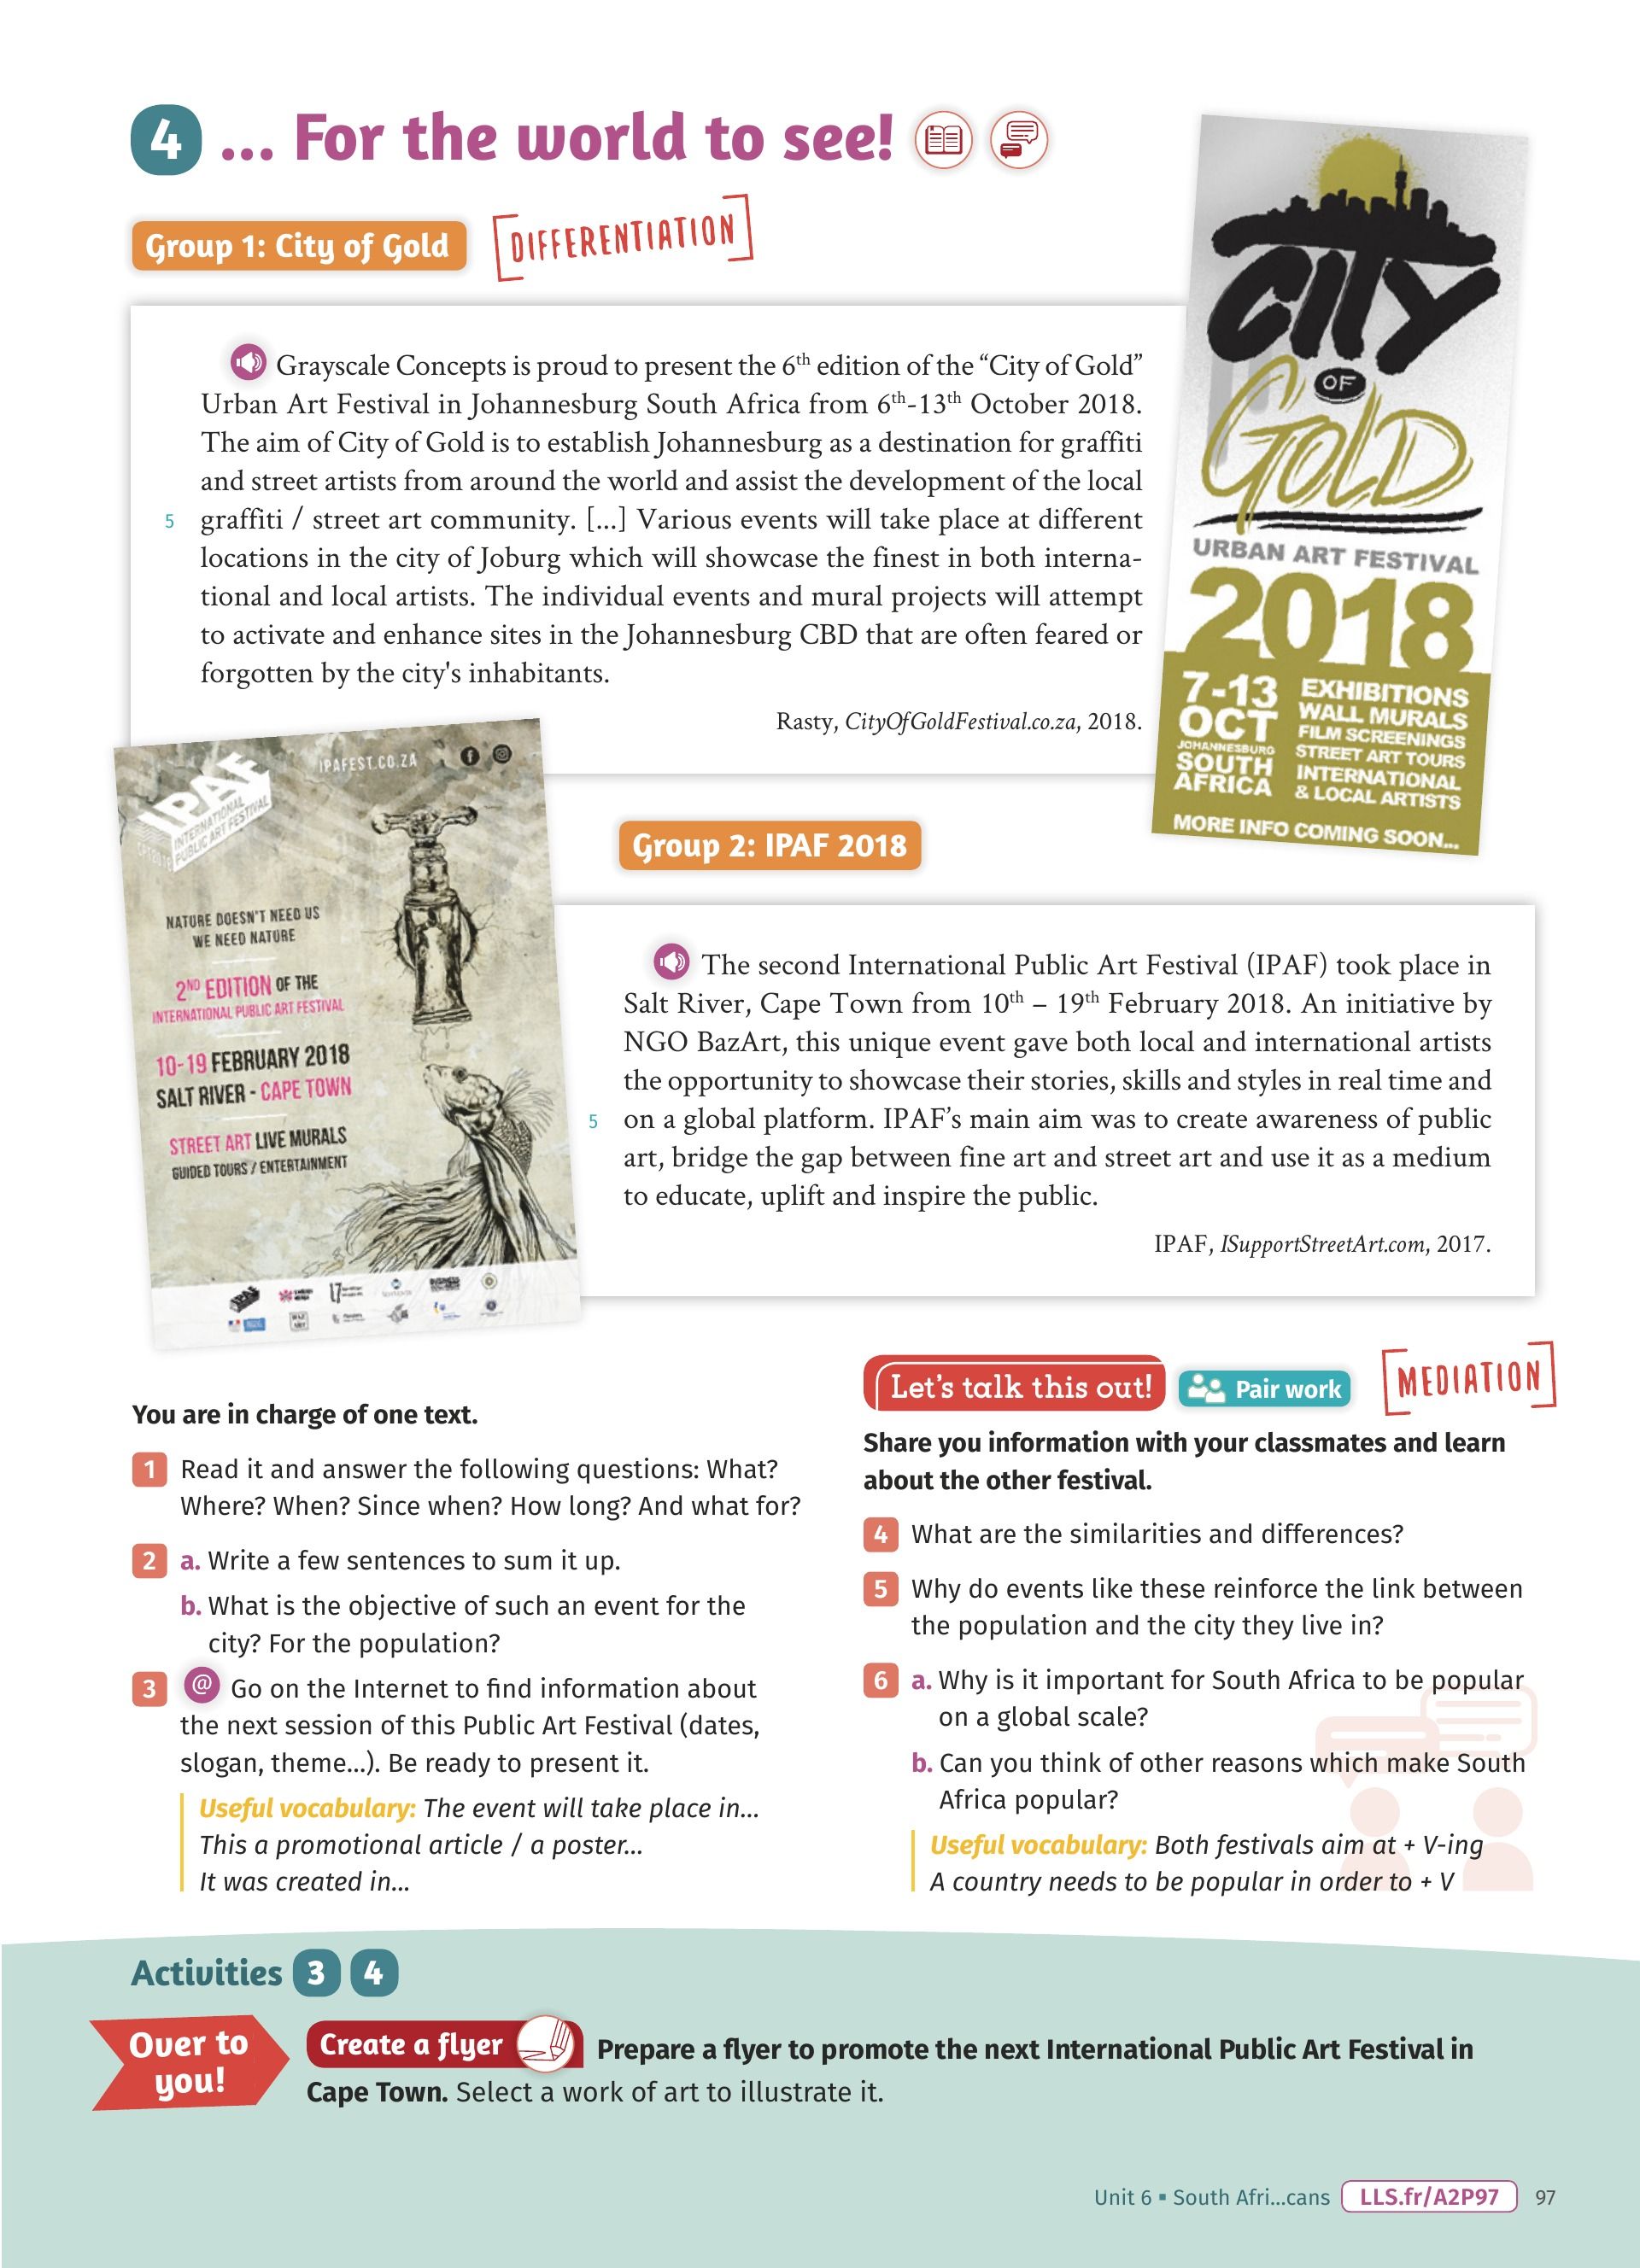 4 ... For the world to see!
Group 1: City of Gold
DIFFERENTIATION
Grayscale Concepts is proud to present the 6th edition of the “City of Gold”
Urban Art Festival in Johannesburg South Africa from 6th-13th October 2018.
The aim of City of Gold is to establish Johannesburg as a destination for graffiti
and street artists from around the world and assist the development of the local
5 graffiti / street art community. [...] Various events will take place at different
locations in the city of Joburg which will showcase the finest in both interna-
tional and local artists. The individual events and mural projects will attempt
to activate and enhance sites in the Johannesburg CBD that are often feared or
forgotten by the city's inhabitants.
Rasty, CityOfGoldFestival.co.za, 2018.
CITY
OF
GOLD
URBAN ART FESTIVAL
2018
7-13
OCT
JOHANNESBURG
SOUTH
AFRICA
EXHIBITIONS
WALL MURALS
FILM SCREENINGS
STREET ART TOURS
INTERNATIONAL
& LOCAL ARTISTS
MORE INFO COMING SOON...
IPAFEST.CO.ZA
IPAF
INTERNATIONAL
PUBLIC ART FESTIVAL
NATURE DOESN'T NEED US
WE NEED NATURE
2ND EDITION OF THE
INTERNATIONAL PUBLIC ART FESTIVAL
10-19 FEBRUARY 2018
SALT RIVER - CAPE TOWN
STREET ART LIVE MURALS
GUIDED TOURS / ENTERTAINMENT
Group 2: IPAF 2018
The second International Public Art Festival (IPAF) took place in
Salt River, Cape Town from 10th – 19th February 2018. An initiative by
NGO BazArt, this unique event gave both local and international artists
the opportunity to showcase their stories, skills and styles in real time and
5 on a global platform. IPAF’s main aim was to create awareness of public
art, bridge the gap between fine art and street art and use it as a medium
to educate, uplift and inspire the public.
IPAF, ISupportStreetArt.com, 2017.
You are in charge of one text.
1 Read it and answer the following questions: What?
Where? When? Since when? How long? And what for?
2 a. Write a few sentences to sum it up.
b. What is the objective of such an event for the
city? For the population?
3 @ Go on the Internet to find information about
the next session of this Public Art Festival (dates,
slogan, theme...). Be ready to present it.
Useful vocabulary: The event will take place in...
This a promotional article / a poster...
It was created in...
Let's talk this out!
Pair work
MEDIATION
Share you information with your classmates and learn
about the other festival.
4 What are the similarities and differences?
5 Why do events like these reinforce the link between
the population and the city they live in?
6 a. Why is it important for South Africa to be popular
on a global scale?
b. Can you think of other reasons which make South
Africa popular?
Useful vocabulary: Both festivals aim at + V-ing
A country needs to be popular in order to + V
Activities 3 4
Over to
you!
Create a flyer
Prepare a flyer to promote the next International Public Art Festival in
Cape Town. Select a work of art to illustrate it.
Unit 6 ▪ South Afri...cans
LLS.fr/A2P97
97